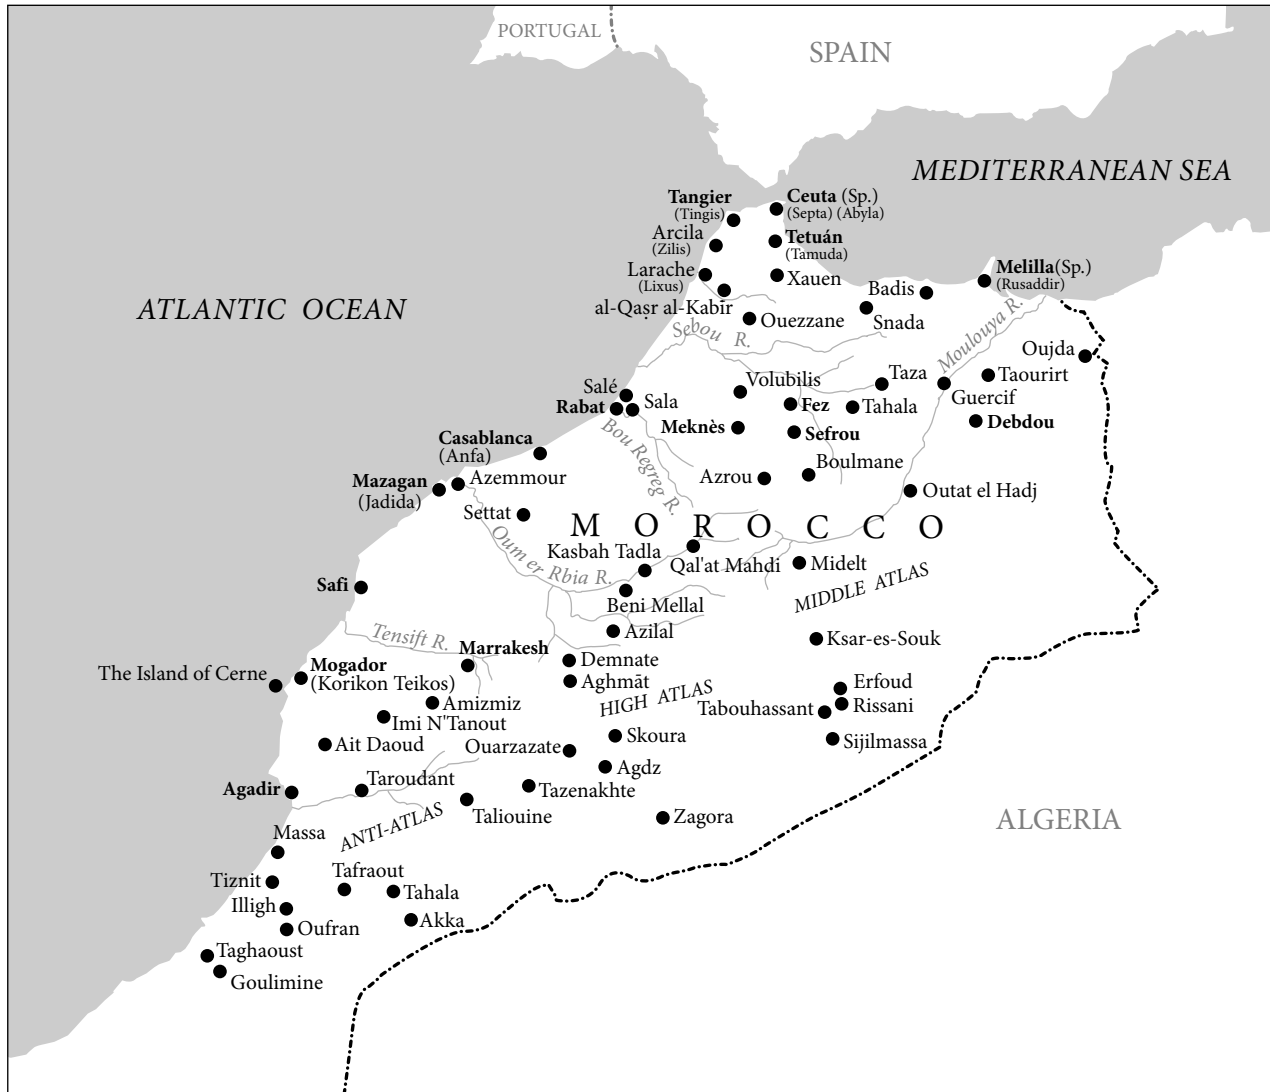 PORTUGAL
SPAIN
MEDITERRANEAN SEA
ATLANTIC OCEAN
Tangier
(Tingis)
Ceuta (Sp.)
(Septa) (Abyla)
Arcila
(Zilis)
Tetuán
(Tamuda)
Larache
(Lixus)
Xauen
Melilla(Sp.)
(Rusaddir)
Badis
al-Qaṣr al-Kabīr
Ouezzane
Snada
Sebou R.
Moulouya R.
Oujda
Taourirt
Taza
Guercif
Volubilis
Salé
Sala
Rabat
Fez
Tahala
Debdou
Meknès
Sefrou
Bou Regreg R.
Casablanca
(Anfa)
Azemmour
Mazagan
(Jadida)
Azrou
Boulmane
Outat el Hadj
Settat
MOROCCO
Oum er Rbia R.
Kasbah Tadla
Qal'at Mahdi
Midelt
MIDDLE ATLAS
Safi
Beni Mellal
Azilal
Ksar-es-Souk
Tensift R.
Marrakesh
Demnate
Aghmāt
The Island of Cerne
Mogador
(Korikon Teikos)
HIGH ATLAS
Erfoud
Rissani
Tabouhassant
Sijilmassa
Amizmiz
Imi N'Tanout
Ait Daoud
Ouarzazate
Skoura
Agdz
Agadir
Taroudant
Tazenakhte
Taliouine
Zagora
ANTI-ATLAS
ALGERIA
Massa
Tiznit
Tafraout
Tahala
Illigh
Oufran
Akka
Taghaoust
Goulimine